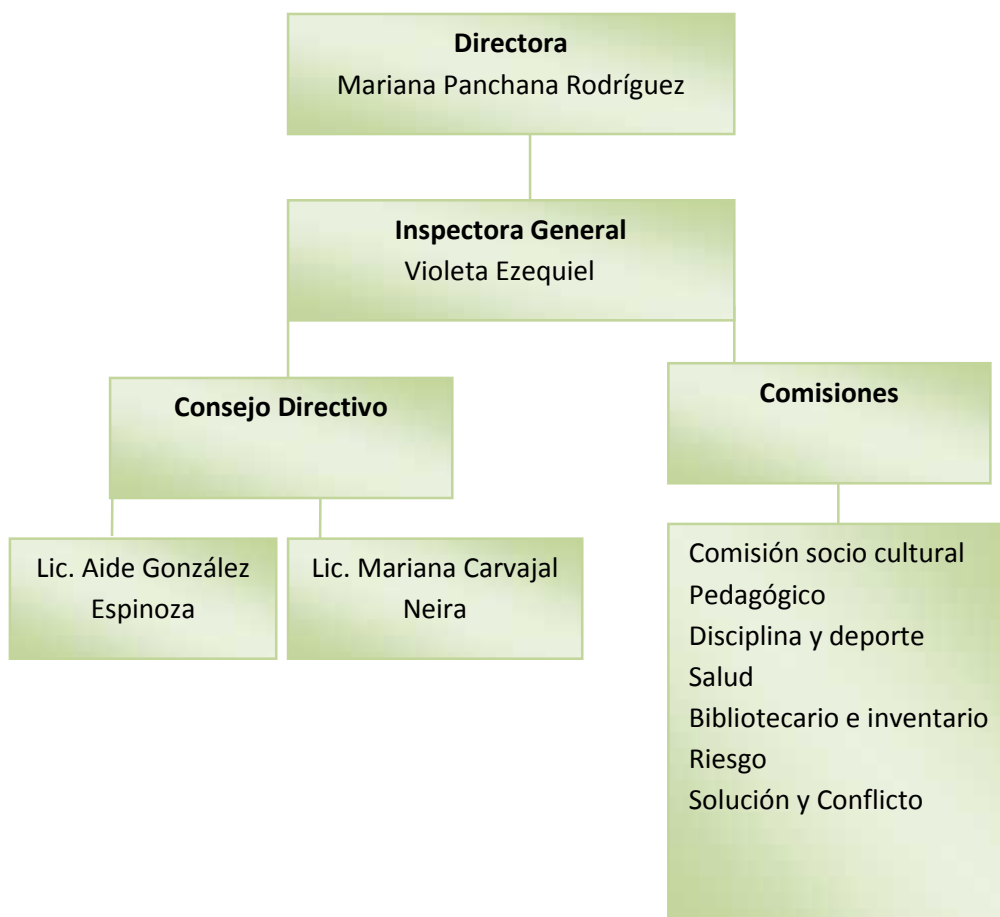 Directora
Mariana Panchana Rodríguez
Inspectora General
Violeta Ezequiel
Consejo Directivo
Comisiones
Lic. Aide González
Espinoza
Lic. Mariana Carvajal
Neira
Comisión socio cultural
Pedagógico
Disciplina y deporte
Salud
Bibliotecario e inventario
Riesgo
Solución y Conflicto